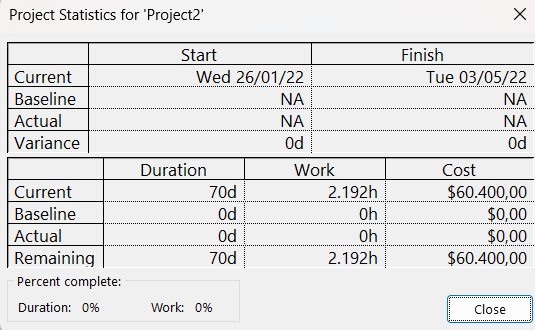 Project Statistics for 'Project2'
Start Finish
Current Wed 26/01/22 Tue 03/05/22
Baseline NA NA
Actual NA NA
Variance 0d 0d
Duration Work Cost
Current 70d 2.192h $60.400,00
Baseline 0d 0h $0,00
Actual 0d 0h $0,00
Remaining 70d 2.192h $60.400,00
Percent complete:
Duration: 0% Work: 0%
Close